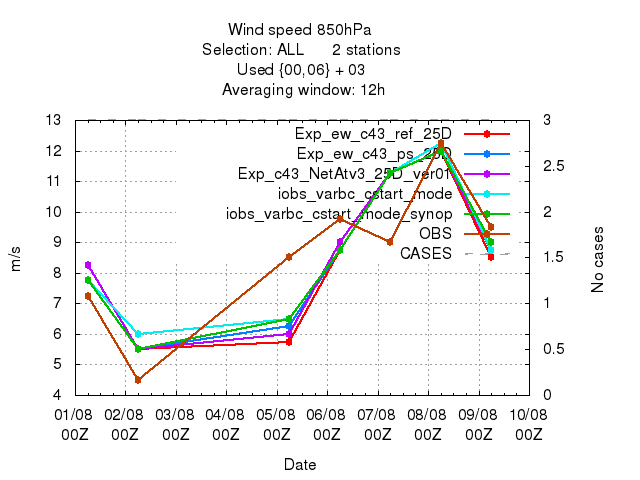 Wind speed 850hPa
Selection: ALL 2 stations
Used {00,06} + 03
Averaging window: 12h
13
12
11
10
9
8
7
6
5
4
m/s
3
2.5
2
1.5
1
0.5
0
No cases
Exp_ew_c43_ref_25D
Exp_ew_c43_ps_25D
Exp_c43_NetAtv3_25D_ver01
iobs_varbc_cstart_mode
iobs_varbc_cstart_mode_synop
OBS
CASES
01/08 02/08 03/08 04/08 05/08 06/08 07/08 08/08 09/08 10/08
00Z 00Z 00Z 00Z 00Z 00Z 00Z 00Z 00Z 00Z
Date